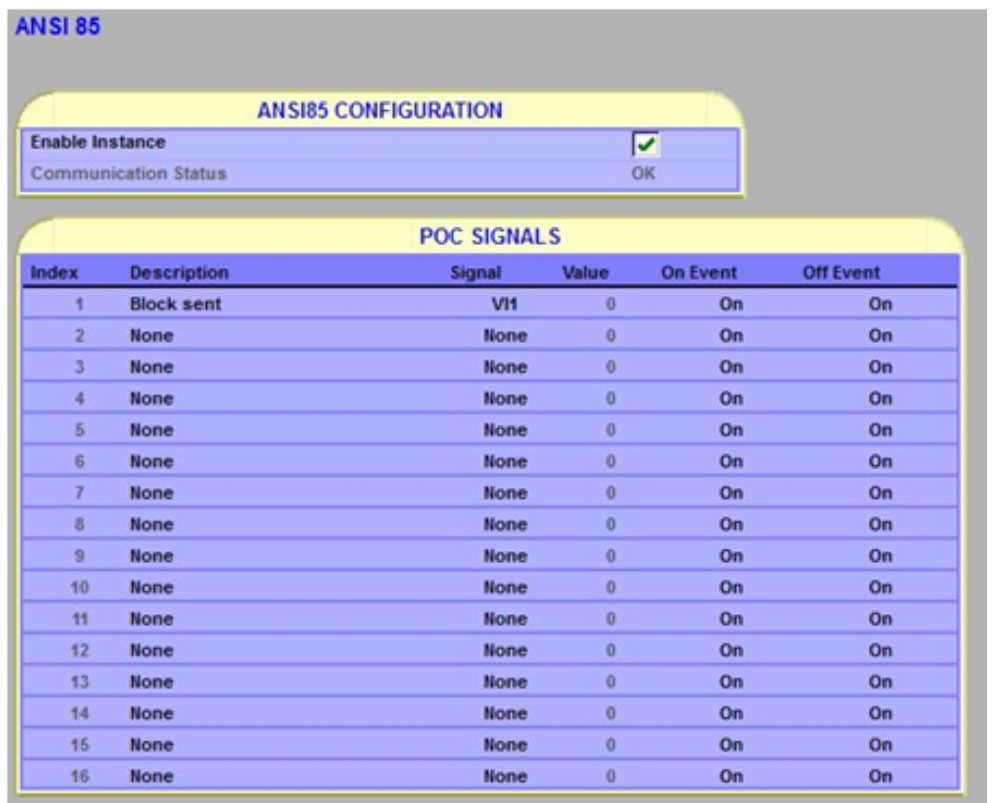 ANSI 85
ANSI85 CONFIGURATION
Enable Instance
Communication Status OK
POC SIGNALS
Index Description Signal Value On Event Off Event
1 Block sent VI1 0 On On
2 None None 0 On On
3 None None 0 On On
4 None None 0 On On
5 None None 0 On On
6 None None 0 On On
7 None None 0 On On
8 None None 0 On On
9 None None 0 On On
10 None None 0 On On
11 None None 0 On On
12 None None 0 On On
13 None None 0 On On
14 None None 0 On On
15 None None 0 On On
16 None None 0 On On